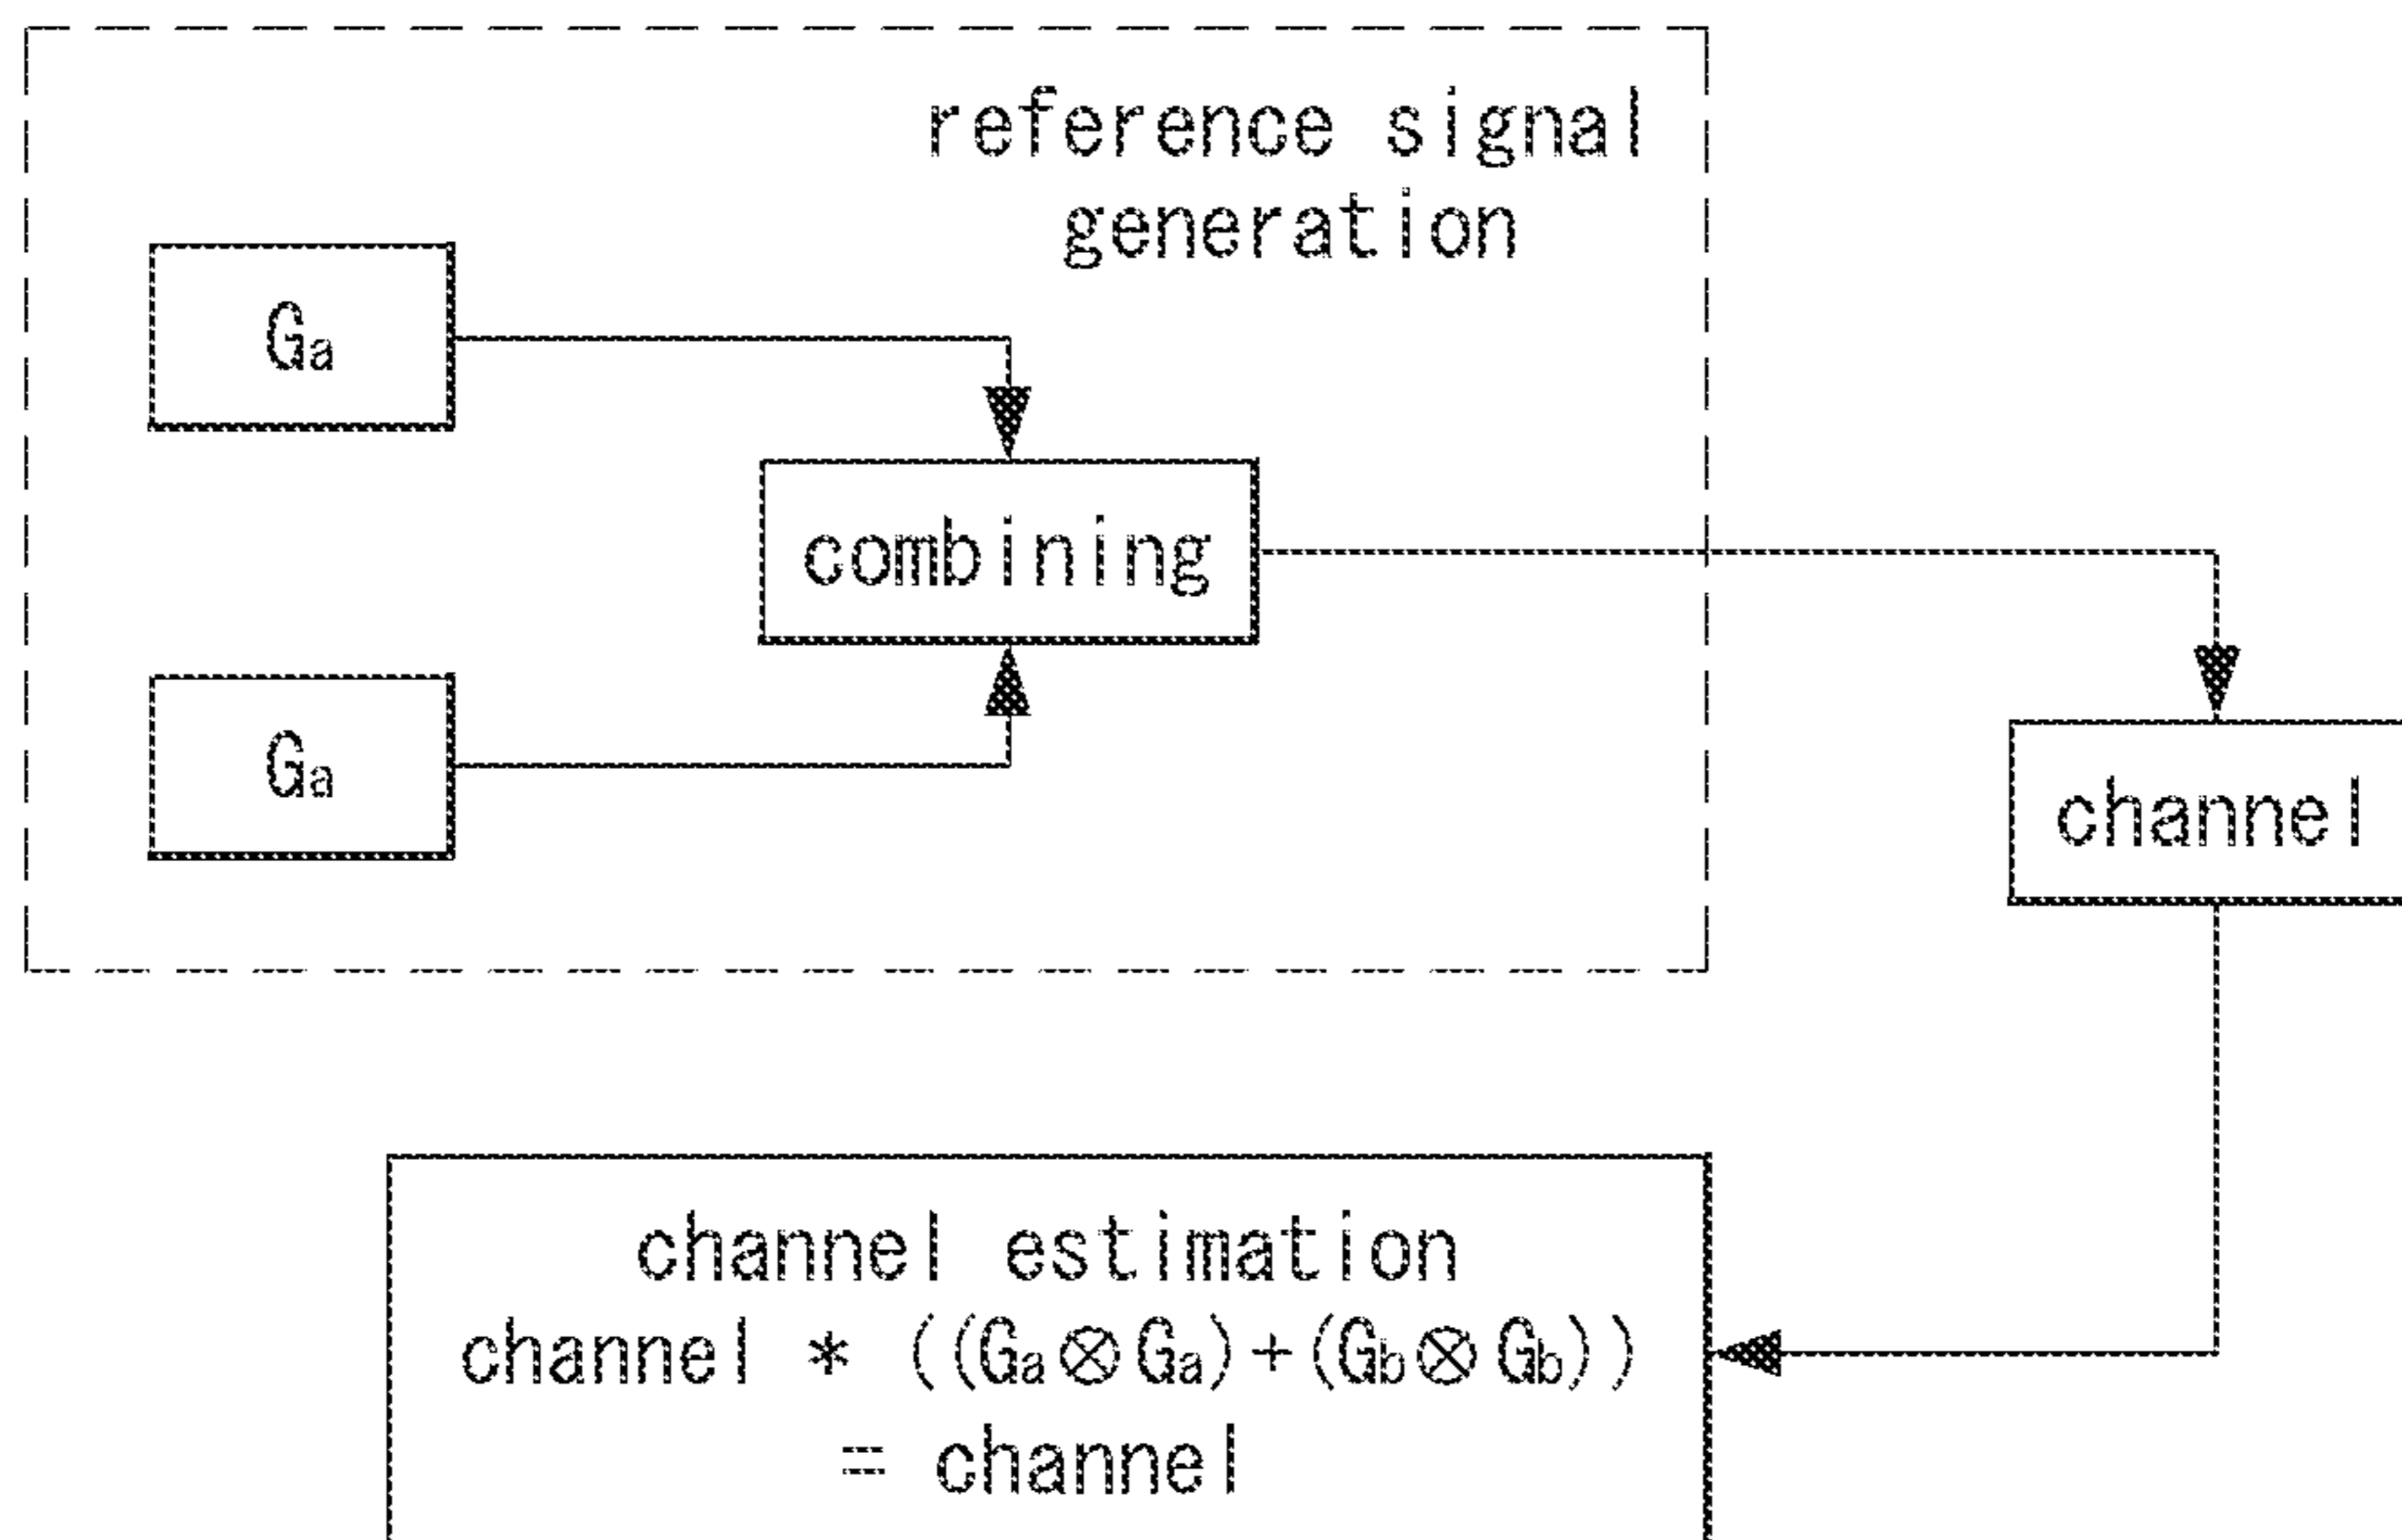 reference signal
generation
Ga
combining
Ga
channel
channel estimation
channel * ((Ga⊗Ga)+(Gb⊗Gb))
= channel